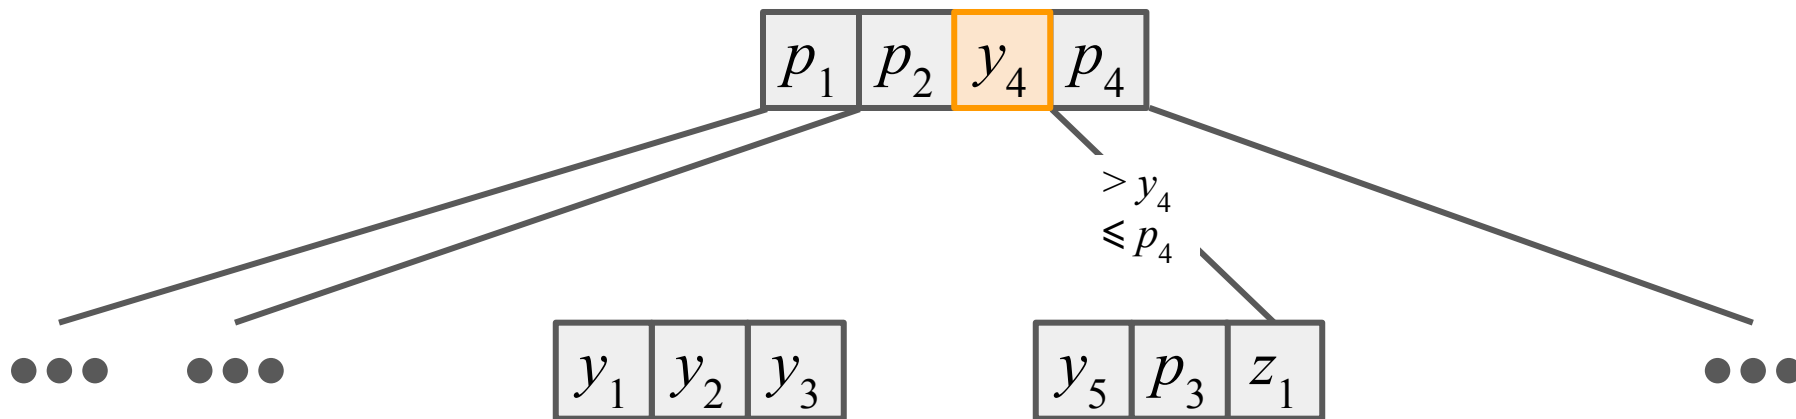 p₁ p₂ y₄ p₄
> y₄
⩽ p₄
y₁ y₂ y₃ y₅ p₃ z₁